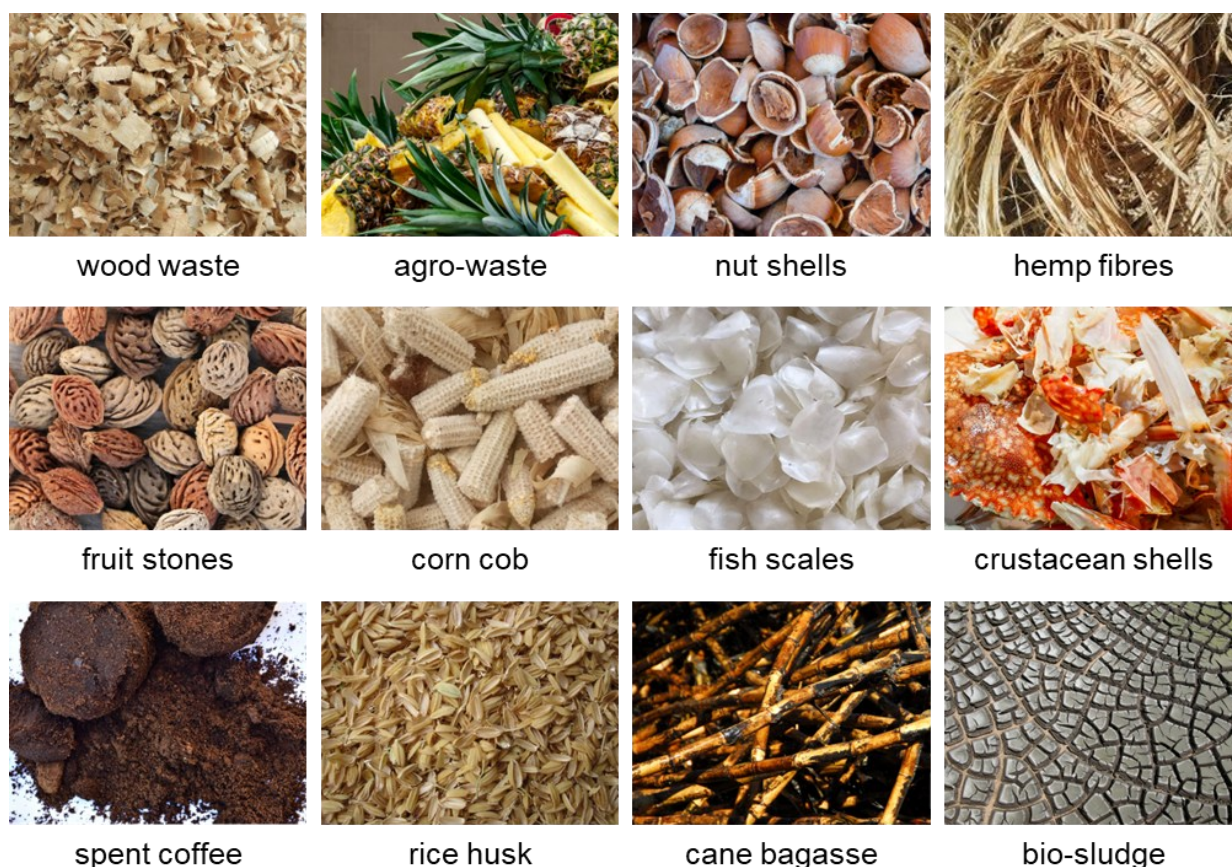 wood waste
agro-waste
nut shells
hemp fibres
fruit stones
corn cob
fish scales
crustacean shells
spent coffee
rice husk
cane bagasse
bio-sludge